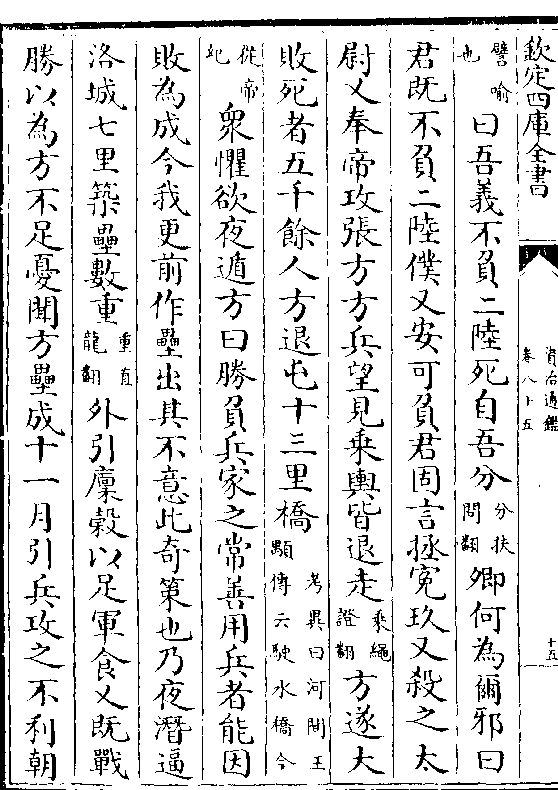 欽定四庫全書
資治通鑑
卷八十五
十五
譬喻也曰吾義不負二陸死自吾分分扶問翻卿何為爾邪曰
君既不負二陸僕又安可負君固言拯寃玖又殺之太
尉乂奉帝攻張方方兵望見乘輿皆退走乘繩證翻方遂大
敗死者五千餘人方退屯十三里橋考異曰河間王顒傳云駛水橋今
從帝紀衆懼欲夜遁方曰勝負兵家之常善用兵者能因
敗為成今我更前作壘出其不意此奇策也乃夜潛逼
洛城七里築壘數重重直龍翻外引廩榖以足軍食乂既戰
勝以為方不足憂聞方壘成十一月引兵攻之不利朝